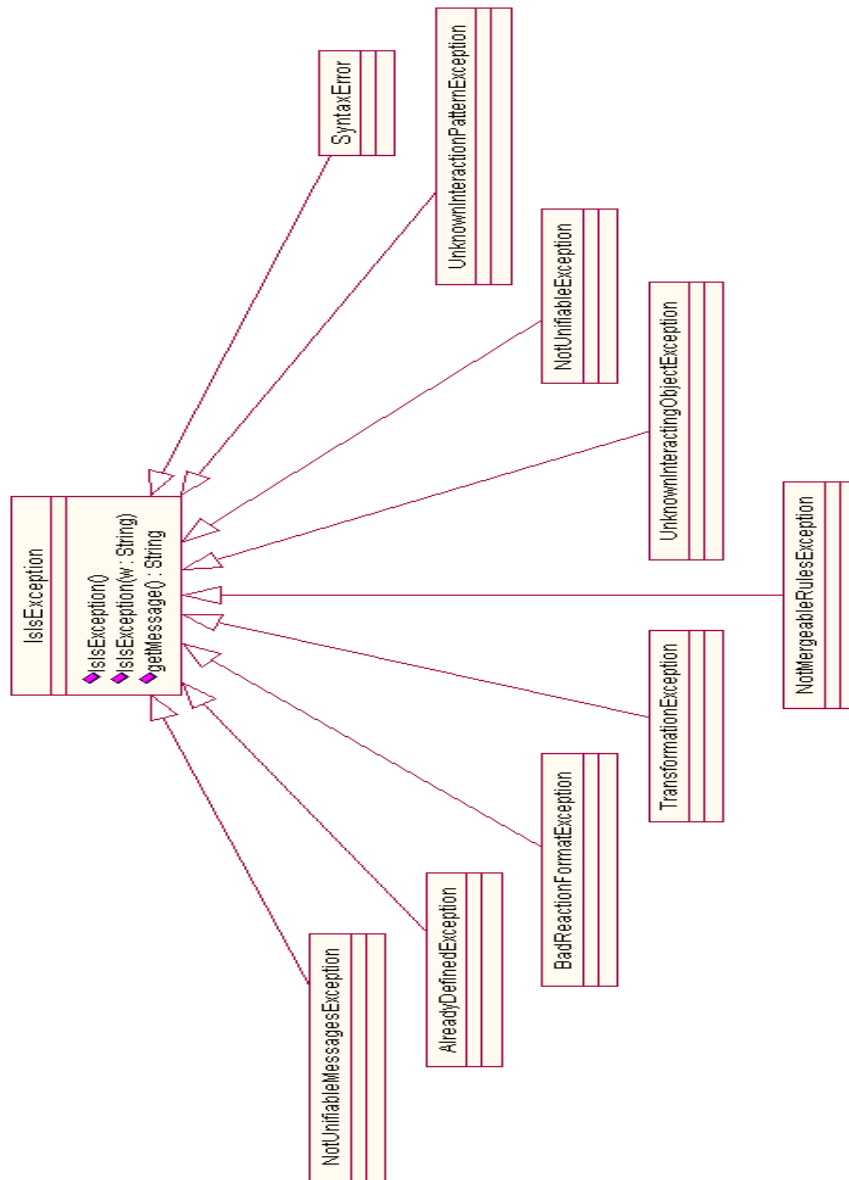 IsIsException
IsIsException()
IsIsException(w : String)
getMessage() : String
NotUnifiableMessagesException
SyntaxError
AlreadyDefinedException
UnknownInteractionPatternException
BadReactionFormatException
NotUnifiableException
TransformationException
UnknownInteractingObjectException
NotMergeableRulesException